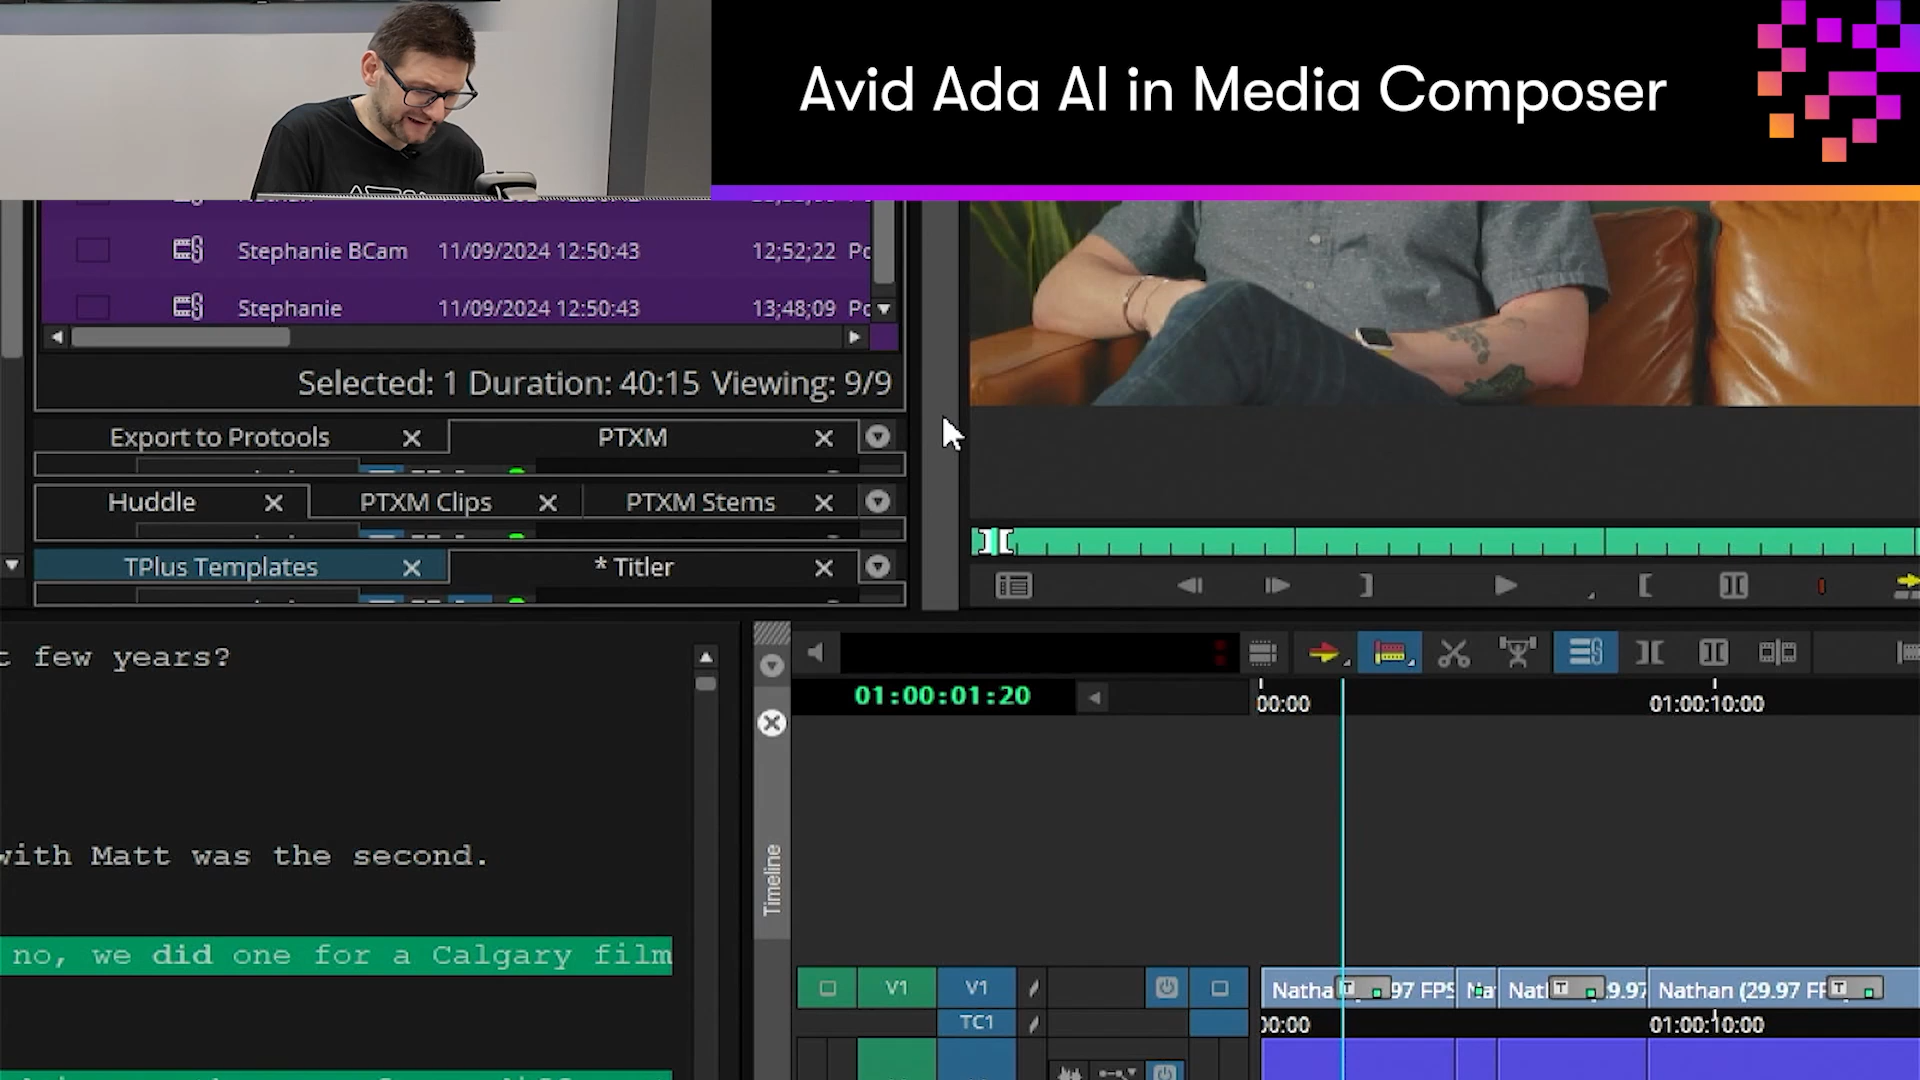 Avid Ada AI in Media Composer
Stephanie BCam 11/09/2024 12:50:43 12;52;22
Stephanie 11/09/2024 12:50:43 13;48;09
Selected: 1 Duration: 40:15 Viewing: 9/9
Export to Protools PTXM
Huddle PTXM Clips PTXM Stems
TPlus Templates * Titler
few years?
with Matt was the second.
no, we did one for a Calgary film
Timeline
01:00:01:20
00:00 01:00:10:00
V1 V1
TC1
Nathan (29.97
00:00 01:00:10:00